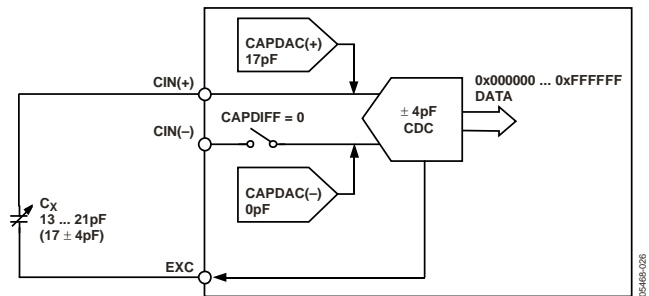 CAPDAC(+)
17pF
CIN(+)
0x000000 ... 0xFFFFFF
DATA
CAPDIFF = 0
± 4pF
CDC
CIN(–)
CAPDAC(–)
0pF
CX
13 ... 21pF
(17 ± 4pF)
EXC
05468-026